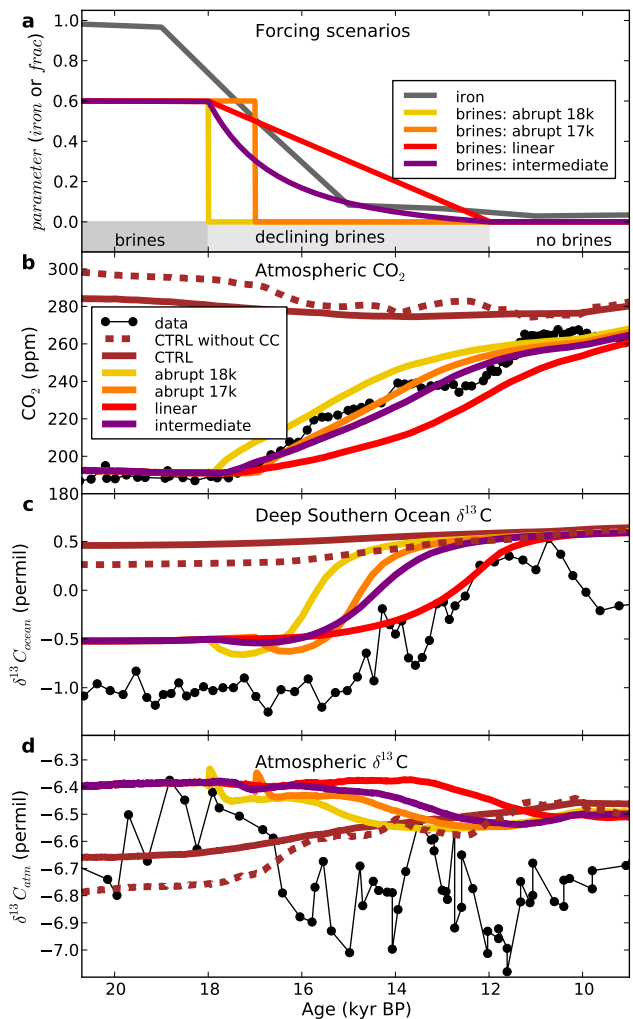 a
Forcing scenarios
1.0
0.8
0.6
0.4
0.2
0.0
parameter (iron or frac)
iron
brines: abrupt 18k
brines: abrupt 17k
brines: linear
brines: intermediate
brines
declining brines
no brines
b
Atmospheric CO₂
300
280
260
240
220
200
180
CO₂ (ppm)
data
CTRL without CC
CTRL
abrupt 18k
abrupt 17k
linear
intermediate
c
Deep Southern Ocean δ¹³C
0.5
0.0
−0.5
−1.0
δ¹³C_ocean (permil)
d
Atmospheric δ¹³C
−6.3
−6.4
−6.5
−6.6
−6.7
−6.8
−6.9
−7.0
δ¹³C_atm (permil)
20 18 16 14 12 10
Age (kyr BP)